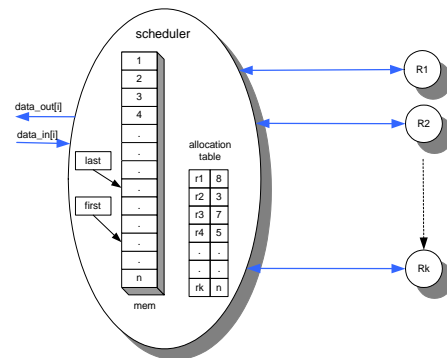 scheduler
1
2
3
4
.
.
.
.
.
.
.
n
mem
data_out[i]
data_in[i]
last
first
allocation
table
r1 8
r2 3
r3 7
r4 5
. .
. .
rk n
R1
R2
Rk